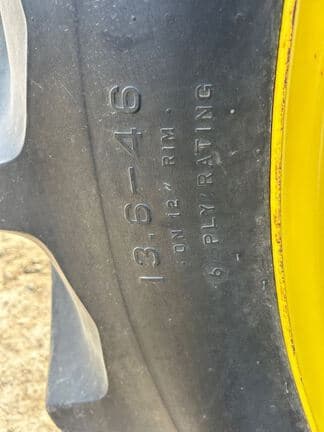 13.6-46
ON 12" RIM
6 PLY RATING